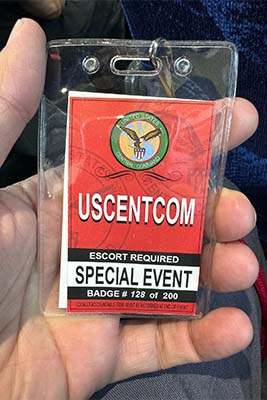 UNITED STATES
CENTRAL COMMAND
USCENTCOM
ESCORT REQUIRED
SPECIAL EVENT
BADGE # 128 of 200